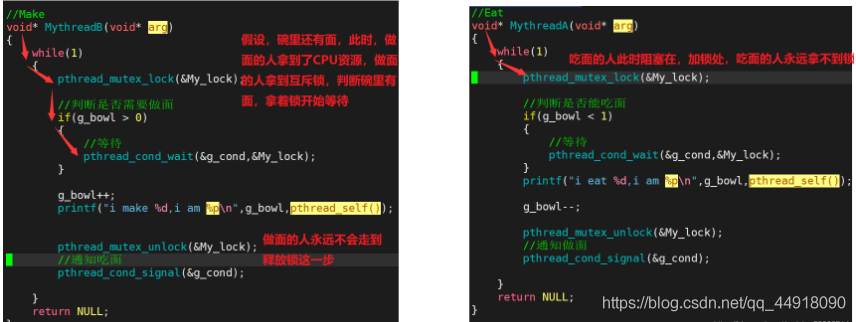 //Make
void* MythreadB(void* arg)
{
假设，碗里还有面，此时，做
面的人拿到了CPU资源，做面
的人拿到互斥锁，判断碗里有
面，拿着锁开始等待
while(1)
{
pthread_mutex_lock(&My_lock);
//判断是否需要做面
if(g_bowl > 0)
{
//等待
pthread_cond_wait(&g_cond,&My_lock);
}
g_bowl++;
printf("i make %d,i am %p\n",g_bowl,pthread_self());
pthread_mutex_unlock(&My_lock);
做面的人永远不会走到
释放锁这一步
//通知吃面
pthread_cond_signal(&g_cond);
}
return NULL;
//Eat
void* MythreadA(void* arg)
{
while(1)
吃面的人此时阻塞在，加锁处，吃面的人永远拿不到锁
{
pthread_mutex_lock(&My_lock);
//判断是否能吃面
if(g_bowl < 1)
{
//等待
pthread_cond_wait(&g_cond,&My_lock);
}
printf("i eat %d,i am %p\n",g_bowl,pthread_self());
g_bowl--;
pthread_mutex_unlock(&My_lock);
//通知做面
pthread_cond_signal(&g_cond);
}
return NULL;
}
https://blog.csdn.net/qq_44918090